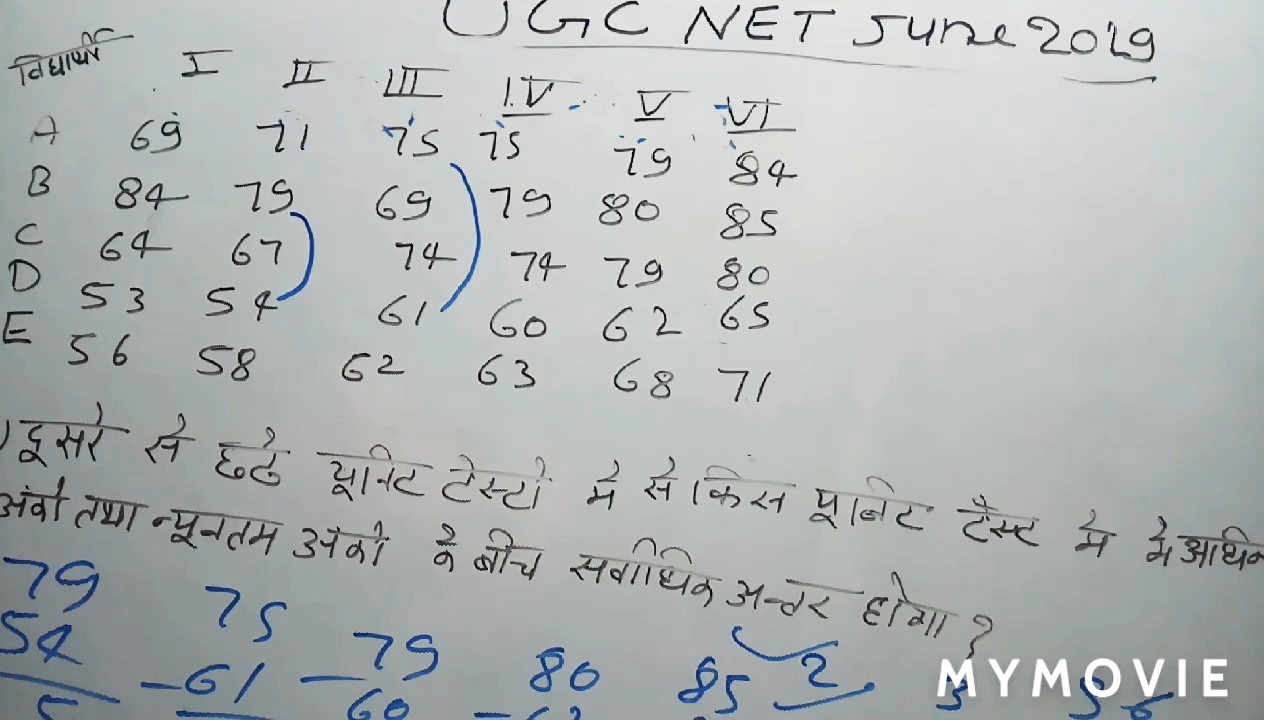 UGC NET June 2019
विद्यार्थी I II III IV V VI
A 69 71 75 75 79 84
B 84 79 69 79 80 85
C 64 67 74 74 79 80
D 53 54 61 60 62 65
E 56 58 62 63 68 71
दूसरे से छठे यूनिट टेस्टो मे से किस यूनिट टैस्ट मे मे
अंको तथा न्यूनतम अंको के बीच सर्वाधिक अन्तर होगा?
79 75 79 80 85 2
54 -61 -60
MYMOVIE